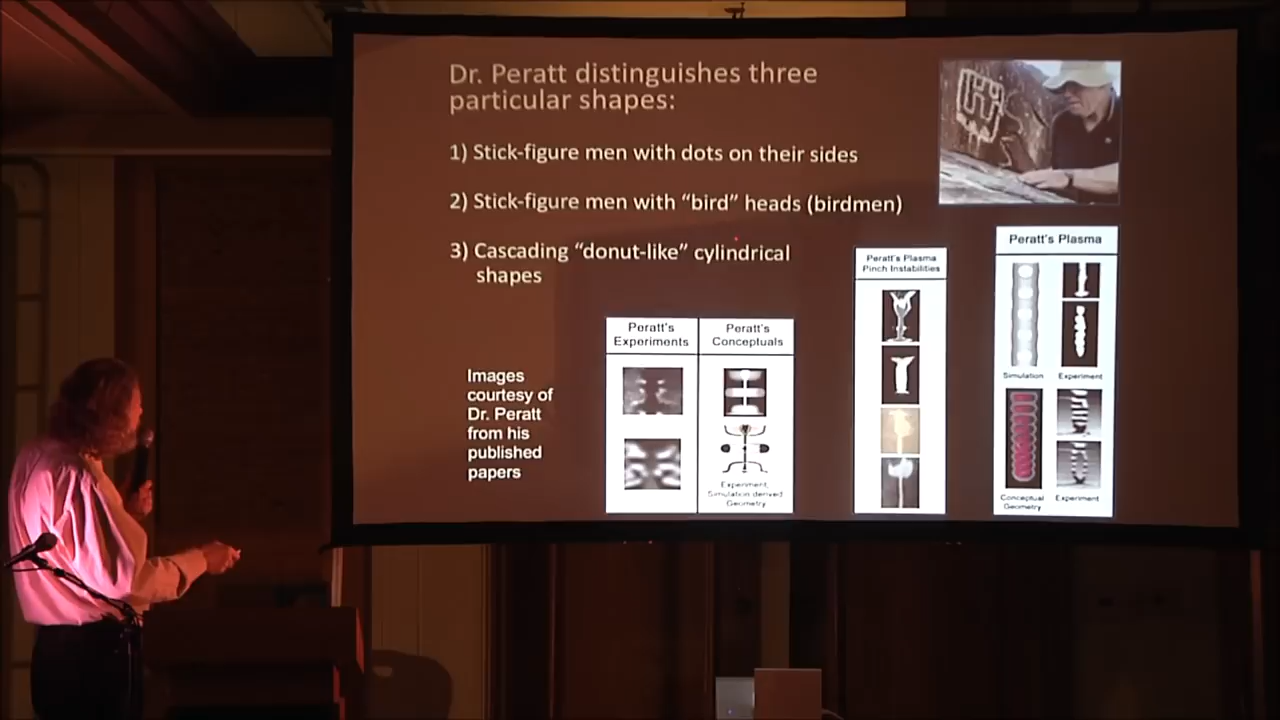 Dr. Peratt distinguishes three
particular shapes:
1) Stick-figure men with dots on their sides
2) Stick-figure men with “bird” heads (birdmen)
3) Cascading “donut-like” cylindrical
shapes
Images
courtesy of
Dr. Peratt
from his
published
papers
Peratt's
Experiments
Peratt's
Conceptuals
Experiment,
Simulation derived
Geometry
Peratt's Plasma
Pinch Instabilities
Peratt's Plasma
Simulation
Experiment
Conceptual
Geometry
Experiment